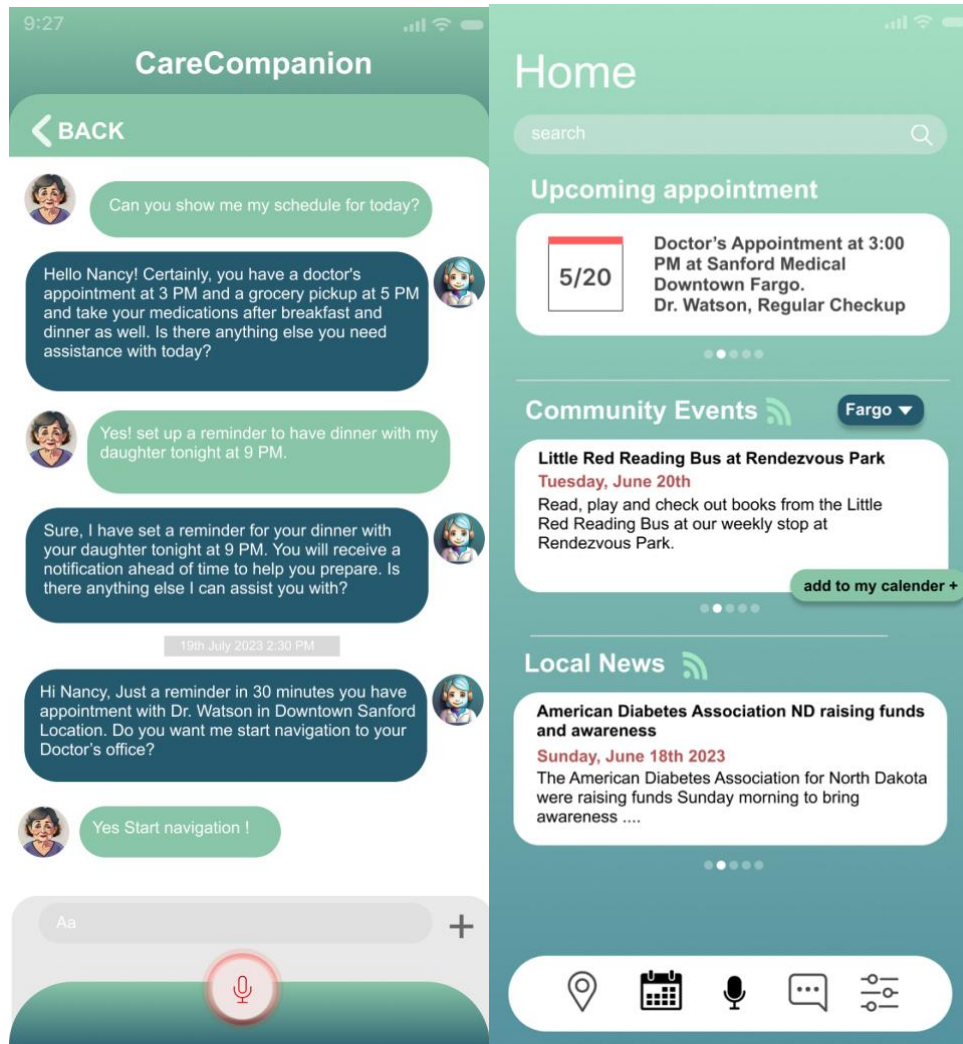 9:27
CareCompanion
BACK
Can you show me my schedule for today?
Hello Nancy! Certainly, you have a doctor's
appointment at 3 PM and a grocery pickup at 5 PM
and take your medications after breakfast and
dinner as well. Is there anything else you need
assistance with today?
Yes! set up a reminder to have dinner with my
daughter tonight at 9 PM.
Sure, I have set a reminder for your dinner with
your daughter tonight at 9 PM. You will receive a
notification ahead of time to help you prepare. Is
there anything else I can assist you with?
19th July 2023 2:30 PM
Hi Nancy, Just a reminder in 30 minutes you have
appointment with Dr. Watson in Downtown Sanford
Location. Do you want me start navigation to your
Doctor's office?
Yes Start navigation !
Aa
Home
search
Upcoming appointment
5/20
Doctor's Appointment at 3:00
PM at Sanford Medical
Downtown Fargo.
Dr. Watson, Regular Checkup
Community Events
Fargo
Little Red Reading Bus at Rendezvous Park
Tuesday, June 20th
Read, play and check out books from the Little
Red Reading Bus at our weekly stop at
Rendezvous Park.
add to my calender +
Local News
American Diabetes Association ND raising funds
and awareness
Sunday, June 18th 2023
The American Diabetes Association for North Dakota
were raising funds Sunday morning to bring
awareness ....